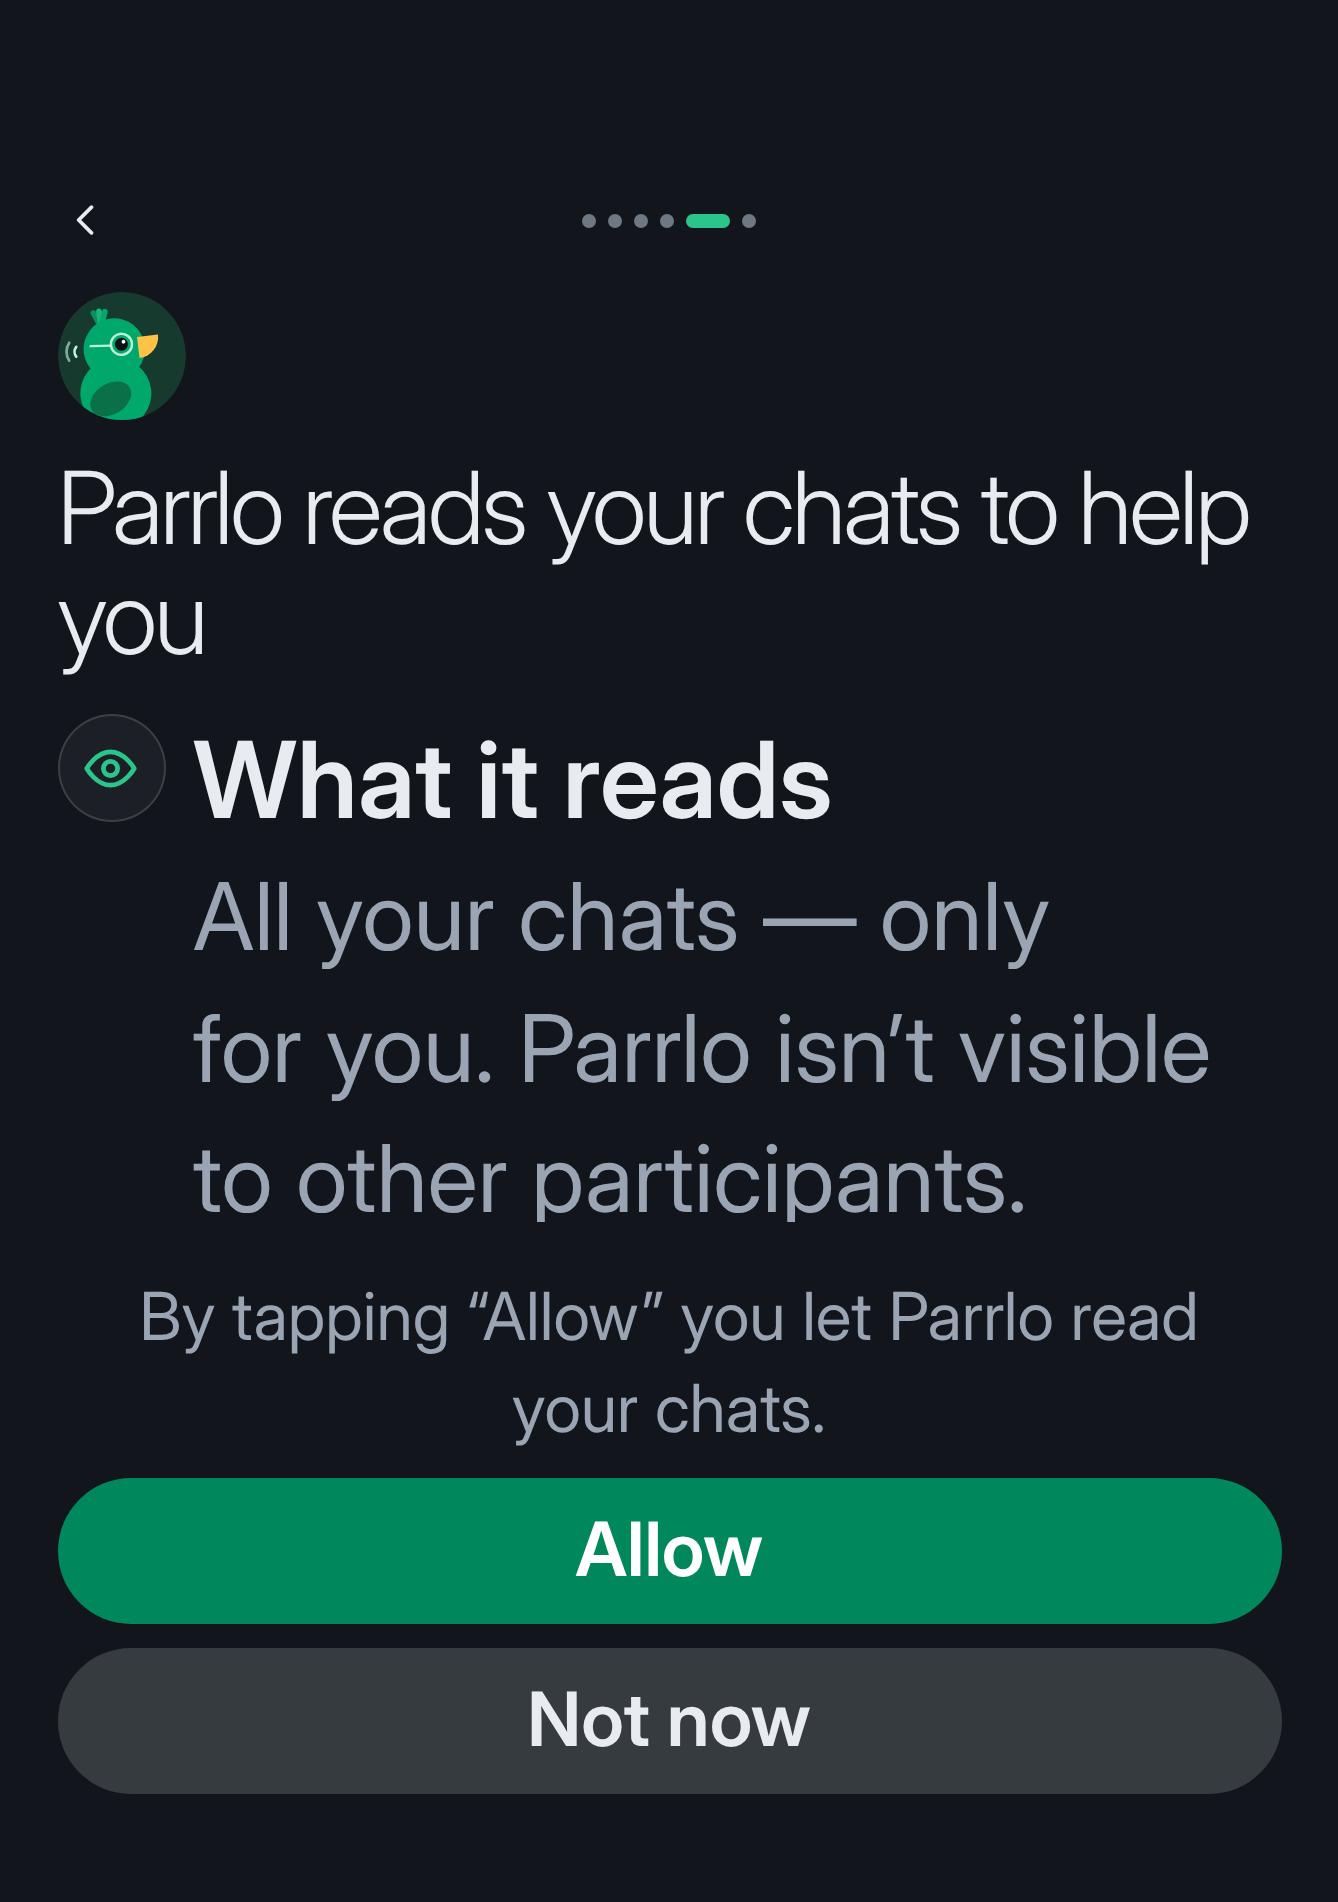 Parrlo reads your chats to help
you
What it reads
All your chats — only
for you. Parrlo isn’t visible
to other participants.
By tapping “Allow” you let Parrlo read
your chats.
Allow
Not now